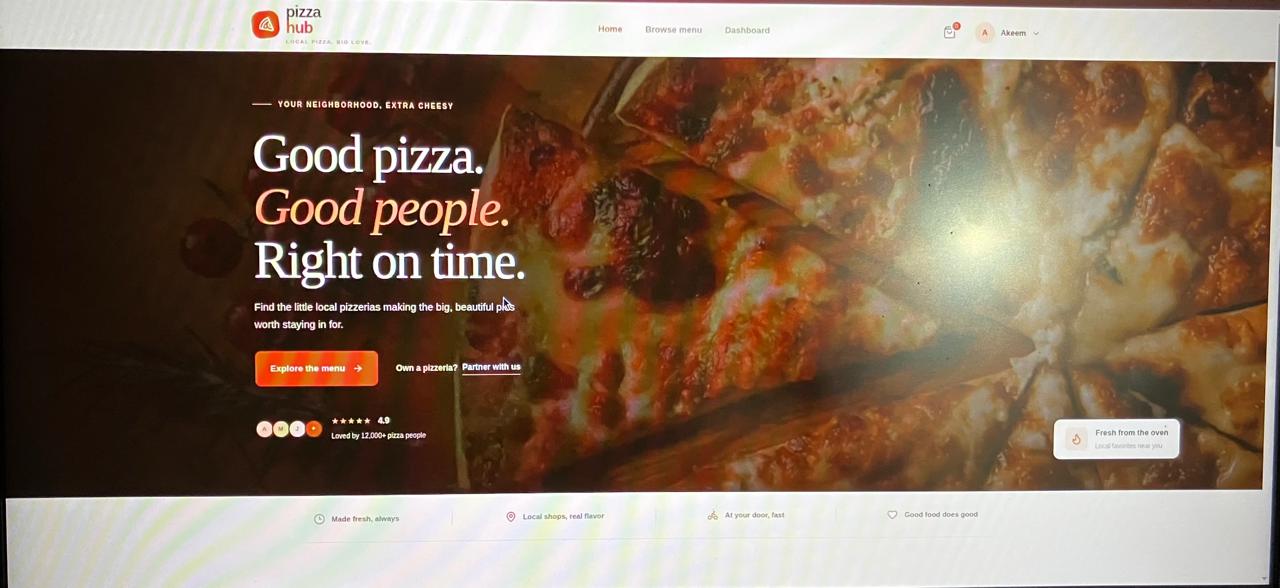 pizza
hub
LOCAL PIZZA. BIG LOVE.
Home
Browse menu
Dashboard
0
A
Akeem
YOUR NEIGHBORHOOD, EXTRA CHEESY
Good pizza.
Good people.
Right on time.
Find the little local pizzerias making the big, beautiful pies
worth staying in for.
Explore the menu →
Own a pizzeria? Partner with us
A M J +
★★★★★ 4.9
Loved by 12,000+ pizza people
Fresh from the oven
Local favorites near you
Made fresh, always
Local shops, real flavor
At your door, fast
Good food does good